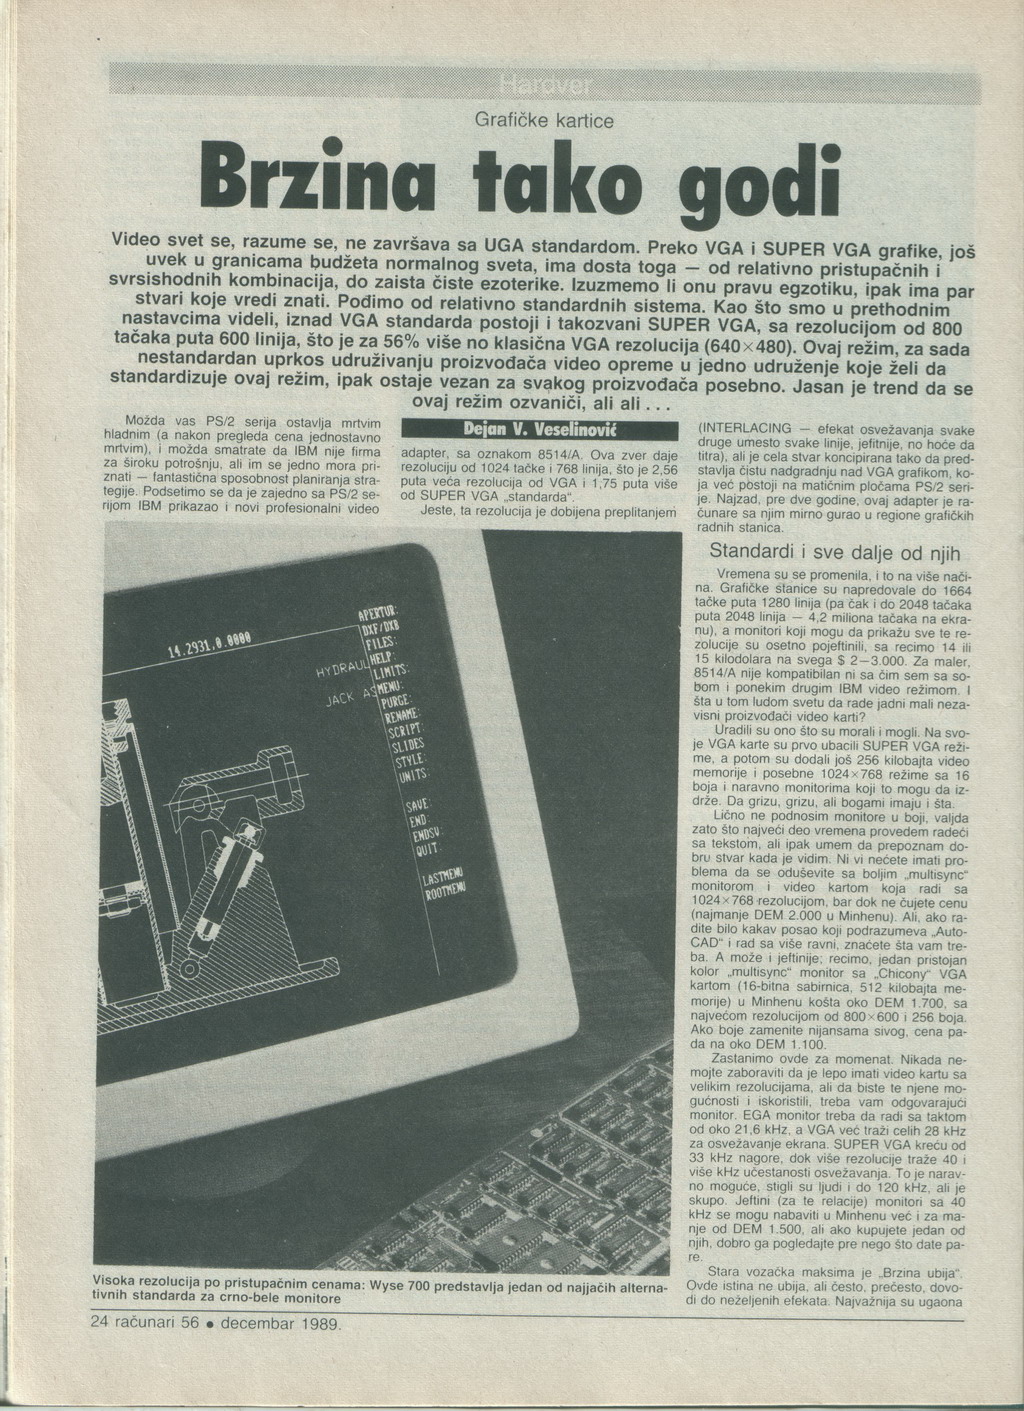 Hardver
Grafičke kartice
Brzina tako godi
Video svet se, razume se, ne završava sa UGA standardom. Preko VGA i SUPER VGA grafike, još
uvek u granicama budžeta normalnog sveta, ima dosta toga — od relativno pristupačnih i
svrsishodnih kombinacija, do zaista čiste ezoterike. Izuzmemo li onu pravu egzotiku, ipak ima par
stvari koje vredi znati. Pođimo od relativno standardnih sistema. Kao što smo u prethodnim
nastavcima videli, iznad VGA standarda postoji i takozvani SUPER VGA, sa rezolucijom od 800
tačaka puta 600 linija, što je za 56% više no klasična VGA rezolucija (640×480). Ovaj režim, za sada
nestandardan uprkos udruživanju proizvođača video opreme u jedno udruženje koje želi da
standardizuje ovaj režim, ipak ostaje vezan za svakog proizvođača posebno. Jasan je trend da se
ovaj režim ozvaniči, ali ali . . .
Možda vas PS/2 serija ostavlja mrtvim
hladnim (a nakon pregleda cena jednostavno
mrtvim), i možda smatrate da IBM nije firma
za široku potrošnju, ali im se jedno mora pri-
znati — fantastična sposobnost planiranja stra-
tegije. Podsetimo se da je zajedno sa PS/2 se-
rijom IBM prikazao i novi profesionalni video
Dejan V. Veselinović
adapter, sa oznakom 8514/A. Ova zver daje
rezoluciju od 1024 tačke i 768 linija, što je 2,56
puta veća rezolucija od VGA i 1,75 puta više
od SUPER VGA „standarda“.
Jeste, ta rezolucija je dobijena preplitanjem
(INTERLACING — efekat osvežavanja svake
druge umesto svake linije, jefitnije, no hoće da
titra), ali je cela stvar koncipirana tako da pred-
stavlja čistu nadgradnju nad VGA grafikom, ko-
ja već postoji na matičnim pločama PS/2 seri-
je. Najzad, pre dve godine, ovaj adapter je ra-
čunare sa njim mirno gurao u regione grafičkih
radnih stanica.
Standardi i sve dalje od njih
Vremena su se promenila, i to na više nači-
na. Grafičke stanice su napredovale do 1664
tačke puta 1280 linija (pa čak i do 2048 tačaka
puta 2048 linija — 4,2 miliona tačaka na ekra-
nu), a monitori koji mogu da prikažu sve te re-
zolucije su osetno pojeftinili, sa recimo 14 ili
15 kilodolara na svega $ 2—3.000. Za maler,
8514/A nije kompatibilan ni sa čim sem sa so-
bom i ponekim drugim IBM video režimom. I
šta u tom ludom svetu da rade jadni mali neza-
visni proizvođači video karti?
Uradili su ono što su morali i mogli. Na svo-
je VGA karte su prvo ubacili SUPER VGA reži-
me, a potom su dodali još 256 kilobajta video
memorije i posebne 1024×768 režime sa 16
boja i naravno monitorima koji to mogu da iz-
drže. Da grizu, grizu, ali bogami imaju i šta.
Lično ne podnosim monitore u boji, valjda
zato što najveći deo vremena provedem radeći
sa tekstom, ali ipak umem da prepoznam do-
bru stvar kada je vidim. Ni vi nećete imati pro-
blema da se oduševite sa boljim „multisync“
monitorom i video kartom koja radi sa
1024×768 rezolucijom, bar dok ne čujete cenu
(najmanje DEM 2.000 u Minhenu). Ali, ako ra-
dite bilo kakav posao koji podrazumeva „Auto-
CAD“ i rad sa više ravni, znaćete šta vam tre-
ba. A može i jeftinije; recimo, jedan pristojan
kolor „multisync“ monitor sa „Chicony“ VGA
kartom (16-bitna sabirnica, 512 kilobajta me-
morije) u Minhenu košta oko DEM 1.700, sa
najvećom rezolucijom od 800×600 i 256 boja.
Ako boje zamenite nijansama sivog, cena pa-
da na oko DEM 1.100.
Zastanimo ovde za momenat. Nikada ne-
mojte zaboraviti da je lepo imati video kartu sa
velikim rezolucijama, ali da biste te njene mo-
gućnosti i iskoristili, treba vam odgovarajući
monitor. EGA monitor treba da radi sa taktom
od oko 21,6 kHz, a VGA već traži celih 28 kHz
za osvežavanje ekrana. SUPER VGA kreću od
33 kHz nagore, dok više rezolucije traže 40 i
više kHz učestanosti osvežavanja. To je narav-
no moguće, stigli su ljudi i do 120 kHz, ali je
skupo. Jeftini (za te relacije) monitori sa 40
kHz se mogu nabaviti u Minhenu već i za ma-
nje od DEM 1.500, ali ako kupujete jedan od
njih, dobro ga pogledajte pre nego što date pa-
re.
Stara vozačka maksima je „Brzina ubija“.
Ovde istina ne ubija, ali često, prečesto, dovo-
di do neželjenih efekata. Najvažnija su ugaona
14.2931,0.0000
HYDRAUL
JACK AS
APERTUR:
DXF/DXB
FILES:
HELP:
LIMITS:
MENU:
PURGE:
RENAME:
SCRIPT:
SLIDES
STYLE:
UNITS:
SAVE:
END:
ENDSV:
QUIT:
LASTMENU
ROOTMENU
Visoka rezolucija po pristupačnim cenama: Wyse 700 predstavlja jedan od najjačih alterna-
tivnih standarda za crno-bele monitore
24 računari 56 • decembar 1989.